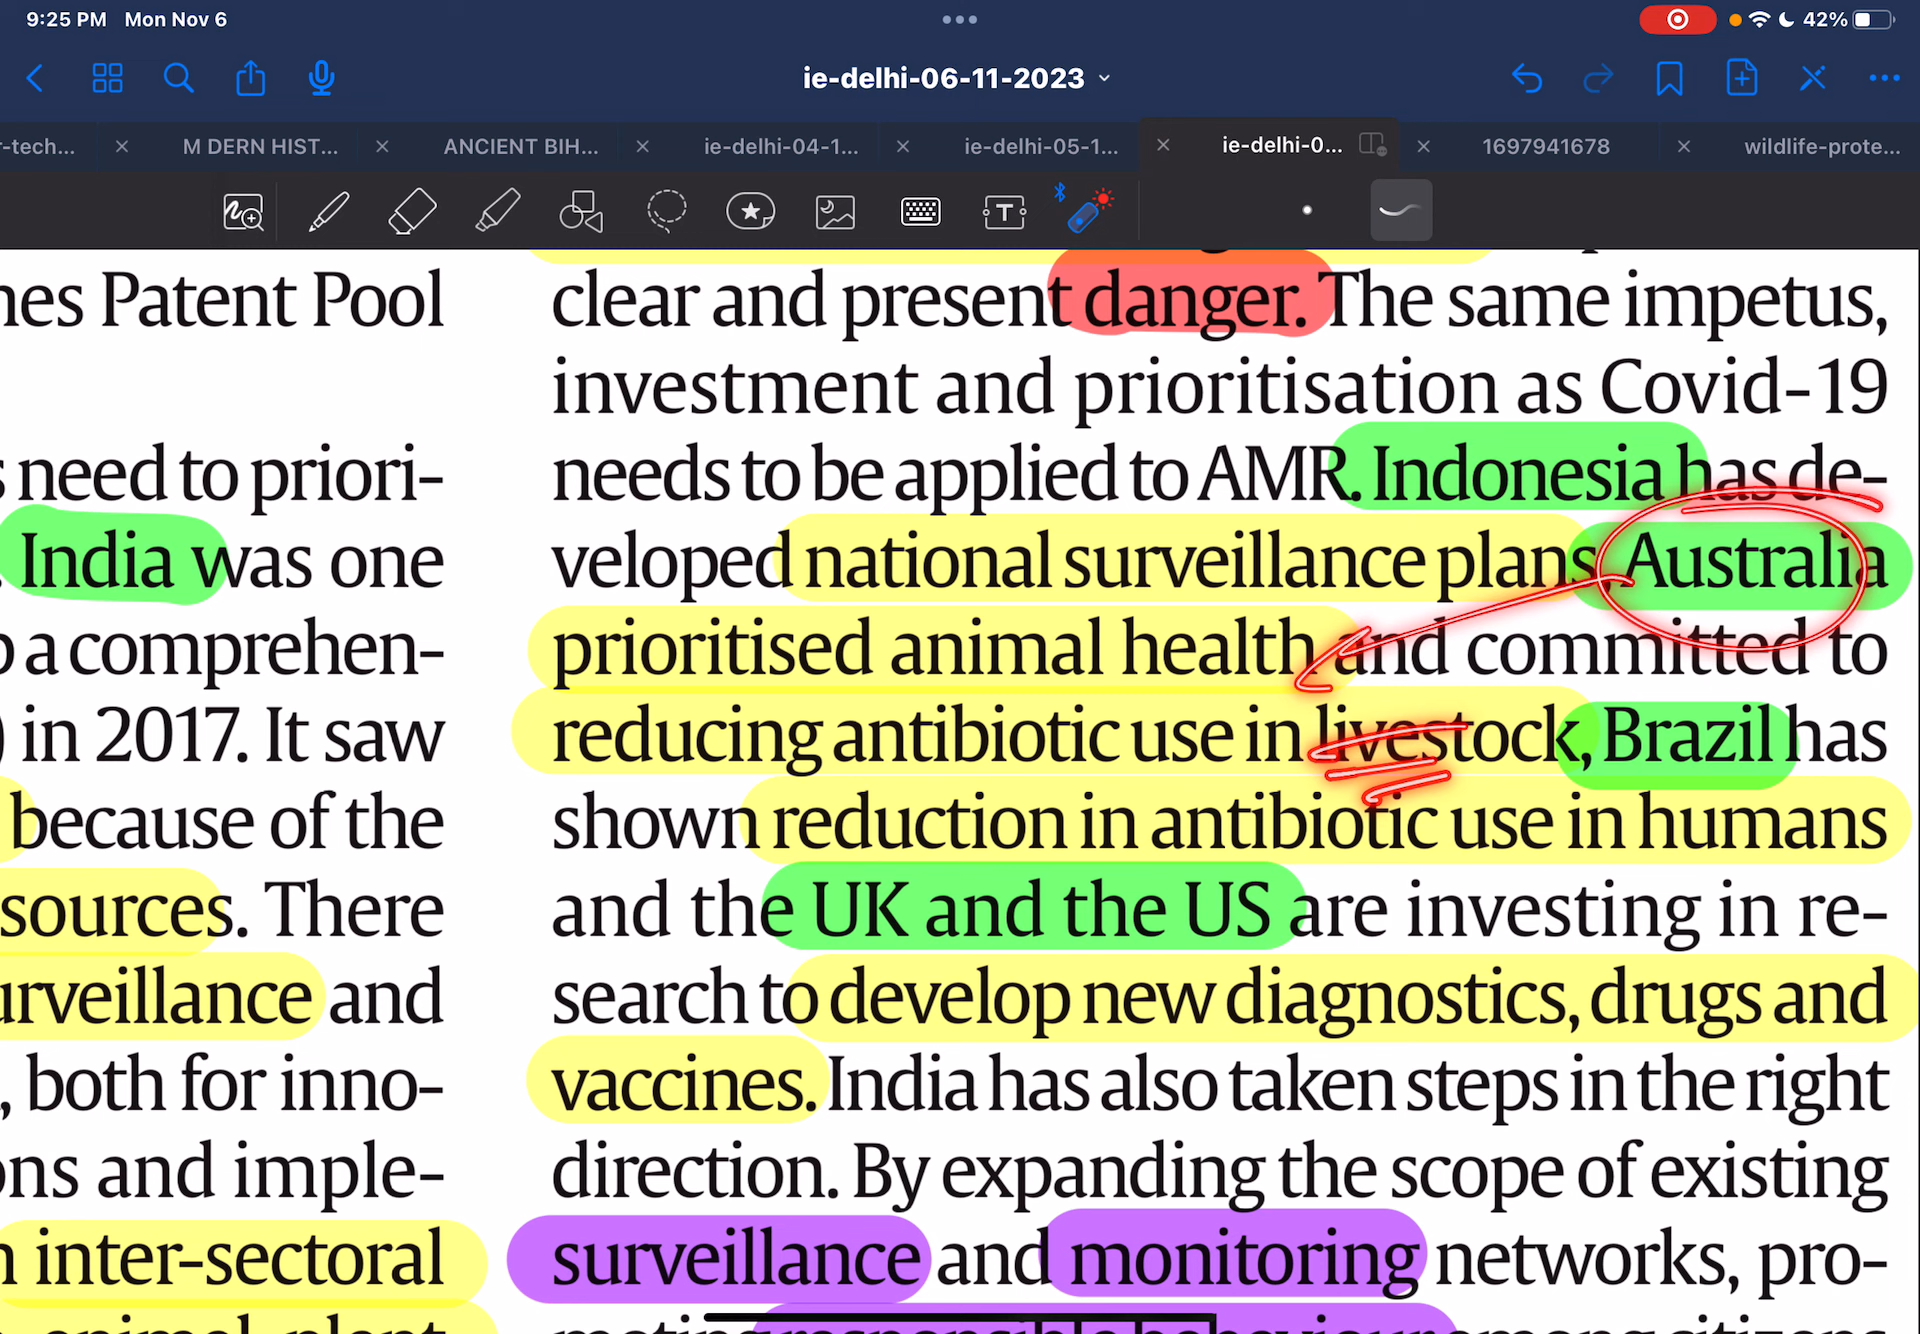 9:25 PM Mon Nov 6
42%
ie-delhi-06-11-2023
-tech...
M DERN HIST...
ANCIENT BIH...
ie-delhi-04-1...
ie-delhi-05-1...
ie-delhi-0...
1697941678
wildlife-prote...
nes Patent Pool
need to priori-
India was one
a comprehen-
) in 2017. It saw
because of the
sources. There
urveillance and
, both for inno-
ons and imple-
inter-sectoral
animal, plant
clear and present danger. The same impetus,
investment and prioritisation as Covid-19
needs to be applied to AMR. Indonesia has de-
veloped national surveillance plans, Australia
prioritised animal health and committed to
reducing antibiotic use in livestock, Brazil has
shown reduction in antibiotic use in humans
and the UK and the US are investing in re-
search to develop new diagnostics, drugs and
vaccines. India has also taken steps in the right
direction. By expanding the scope of existing
surveillance and monitoring networks, pro-
moting responsible behaviour among citizens